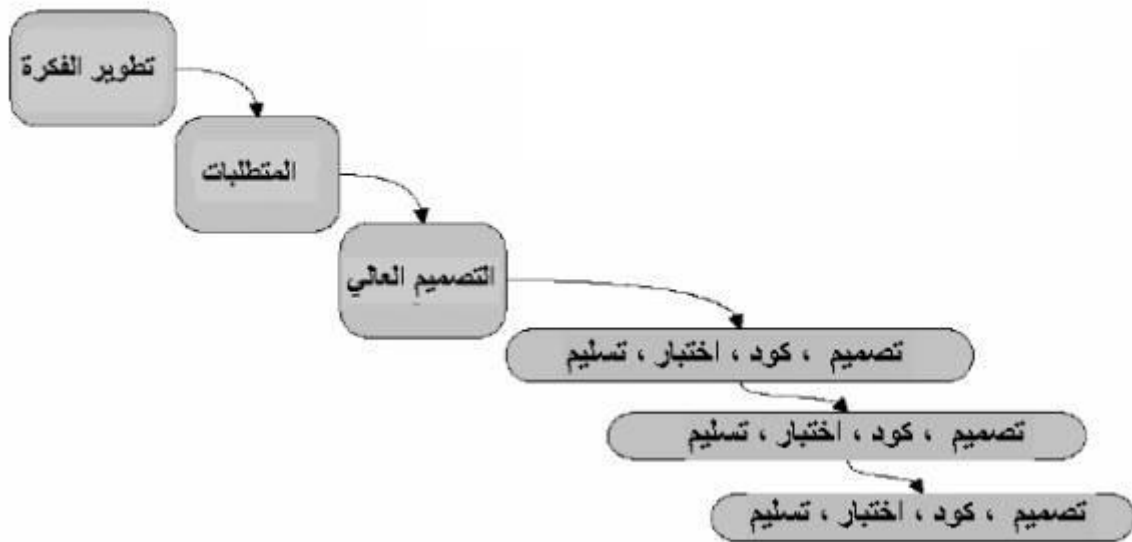 تطوير الفكرة
المتطلبات
التصميم العالي
تصميم ، كود ، اختبار ، تسليم
تصميم ، كود ، اختبار ، تسليم
تصميم ، كود ، اختبار ، تسليم